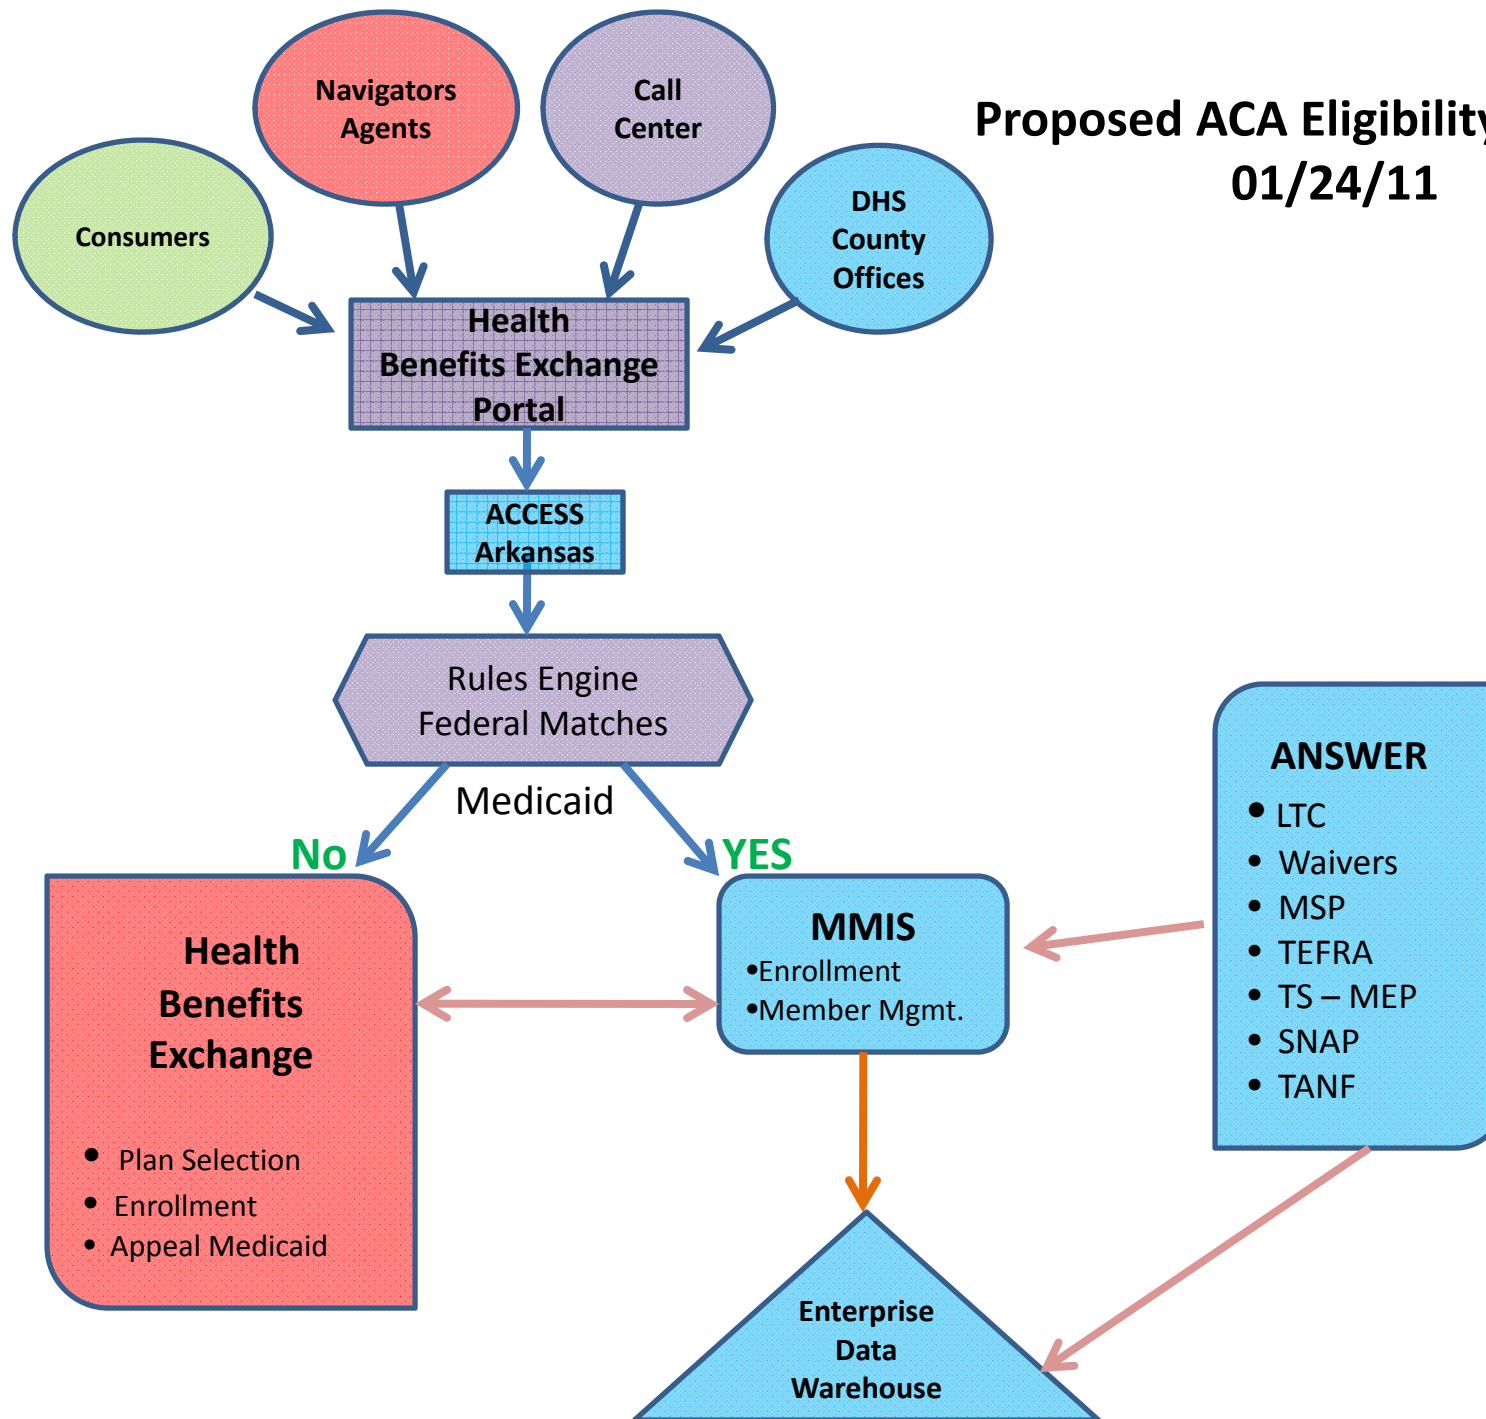 Proposed ACA Eligibility
01/24/11
Navigators
Agents
Call
Center
Consumers
DHS
County
Offices
Health
Benefits Exchange
Portal
ACCESS
Arkansas
Rules Engine
Federal Matches
Medicaid
No
YES
Health
Benefits
Exchange
• Plan Selection
• Enrollment
• Appeal Medicaid
MMIS
•Enrollment
•Member Mgmt.
ANSWER
• LTC
• Waivers
• MSP
• TEFRA
• TS – MEP
• SNAP
• TANF
Enterprise
Data
Warehouse